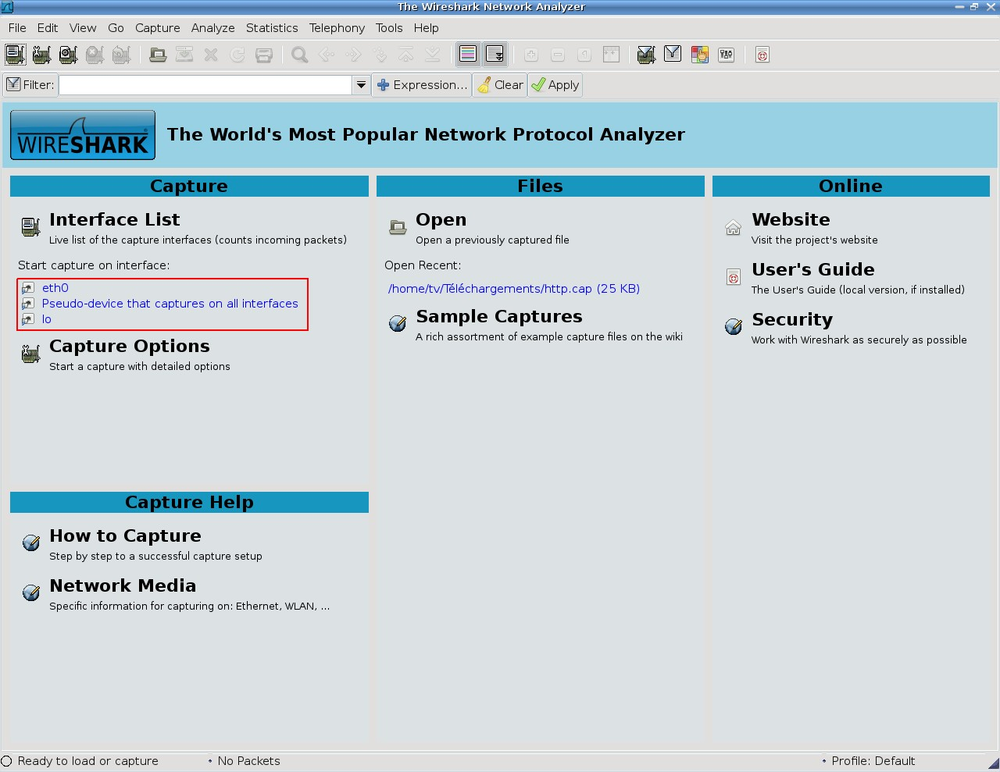 The Wireshark Network Analyzer
File Edit View Go Capture Analyze Statistics Telephony Tools Help
Filter: Expression... Clear Apply
WIRESHARK
The World's Most Popular Network Protocol Analyzer
Capture
Interface List
Live list of the capture interfaces (counts incoming packets)
Start capture on interface:
eth0
Pseudo-device that captures on all interfaces
lo
Capture Options
Start a capture with detailed options
Capture Help
How to Capture
Step by step to a successful capture setup
Network Media
Specific information for capturing on: Ethernet, WLAN, ...
Files
Open
Open a previously captured file
Open Recent:
/home/tv/Téléchargements/http.cap (25 KB)
Sample Captures
A rich assortment of example capture files on the wiki
Online
Website
Visit the project's website
User's Guide
The User's Guide (local version, if installed)
Security
Work with Wireshark as securely as possible
Ready to load or capture
No Packets
Profile: Default